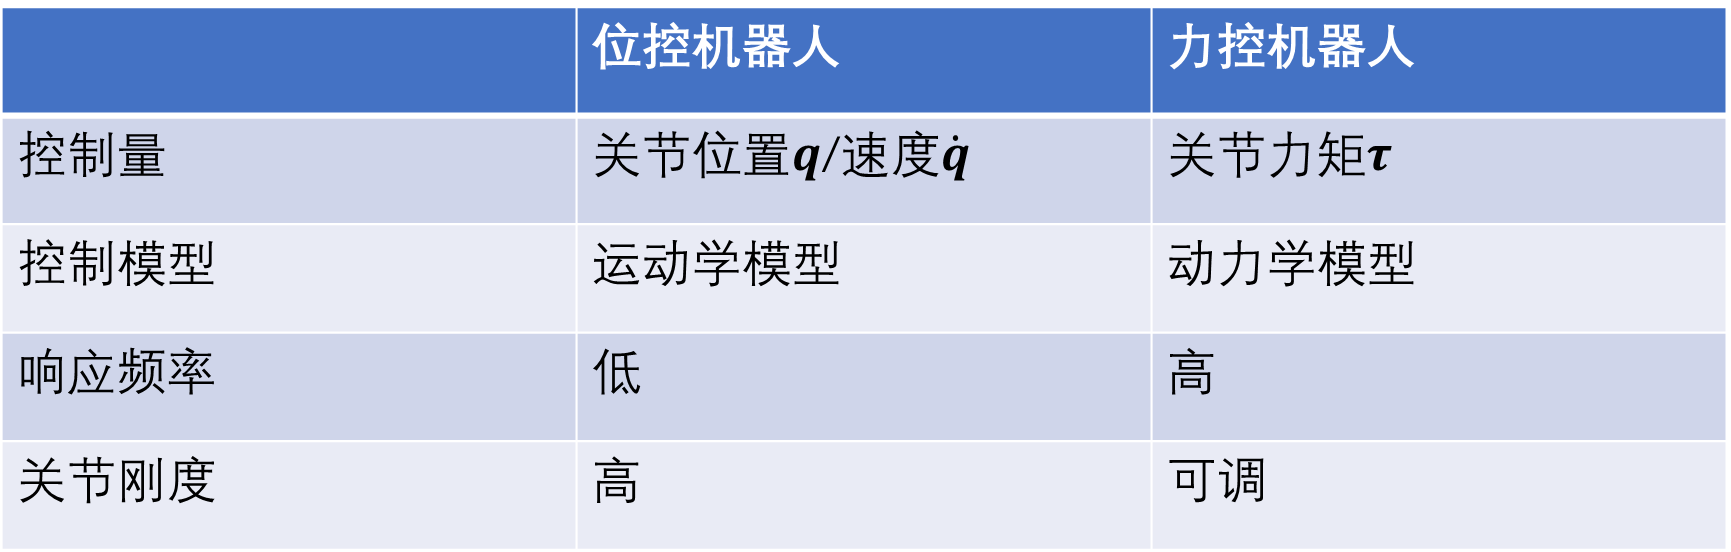 位控机器人 力控机器人
控制量 关节位置q/速度q̇ 关节力矩τ
控制模型 运动学模型 动力学模型
响应频率 低 高
关节刚度 高 可调